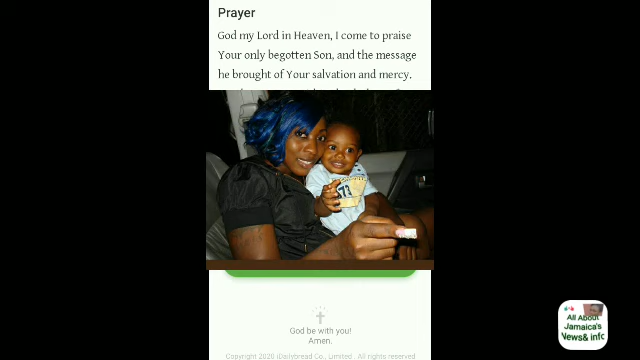 Prayer
God my Lord in Heaven, I come to praise
Your only begotten Son, and the message
he brought of Your salvation and mercy.
73
God be with you!
Amen.
Copyright 2020 iDailybread Co., Limited. All rights reserved
All About
Jamaica's
News& info